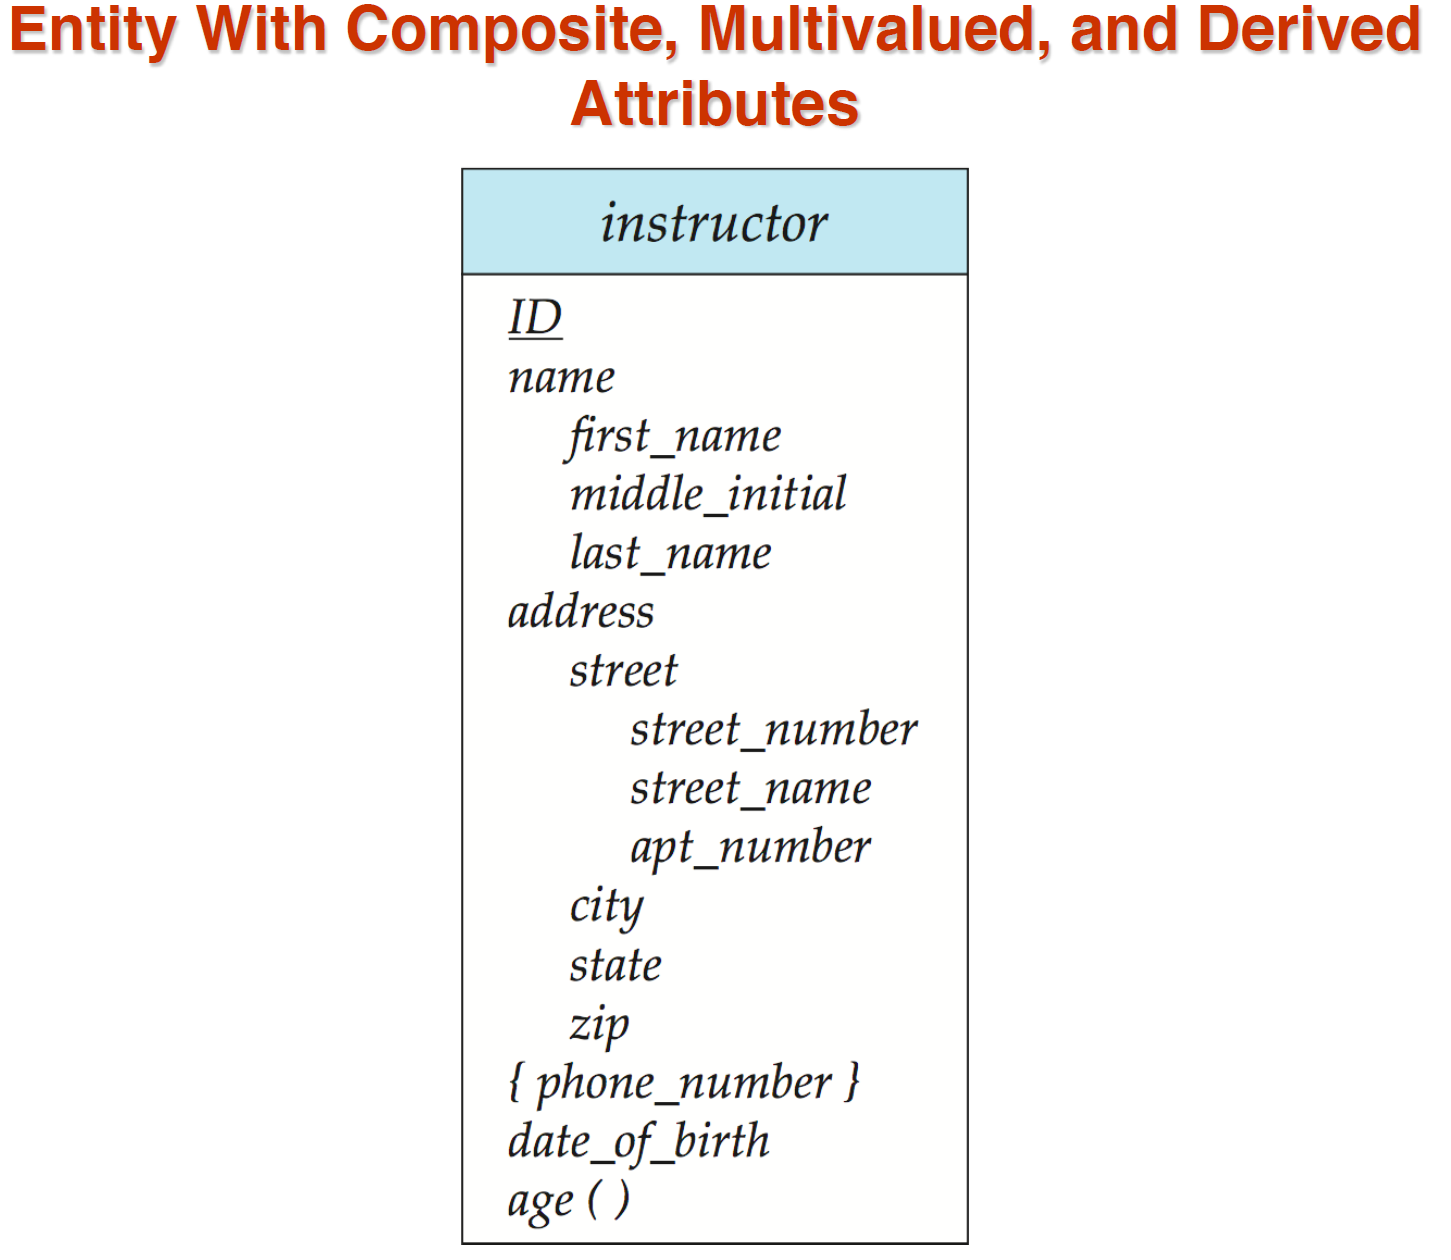 Entity With Composite, Multivalued, and Derived
Attributes
instructor
ID
name
first_name
middle_initial
last_name
address
street
street_number
street_name
apt_number
city
state
zip
{ phone_number }
date_of_birth
age ( )